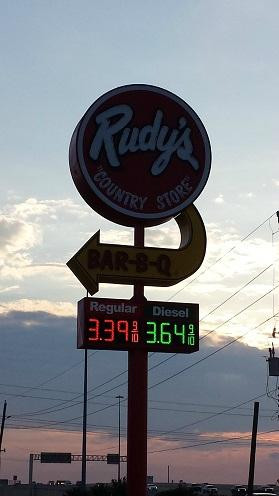 Rudy's
"COUNTRY STORE"
BAR-B-Q
Regular Diesel
3.39 9/10 3.64 9/10